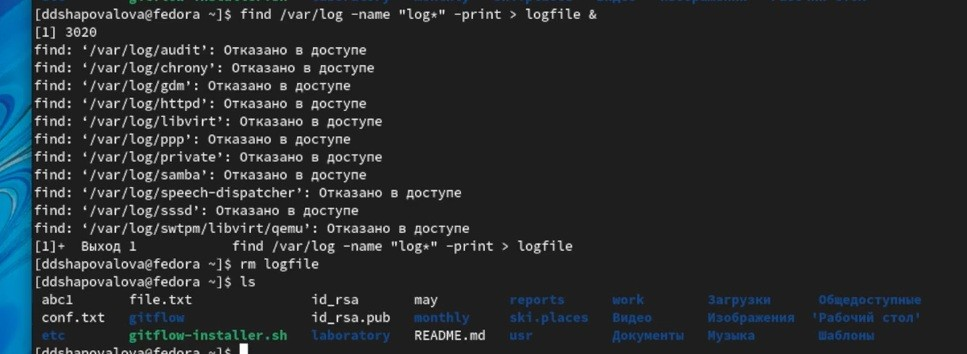 [ddshapovalova@fedora ~]$ find /var/log -name "log*" -print > logfile &
[1] 3020
find: ‘/var/log/audit’: Отказано в доступе
find: ‘/var/log/chrony’: Отказано в доступе
find: ‘/var/log/gdm’: Отказано в доступе
find: ‘/var/log/httpd’: Отказано в доступе
find: ‘/var/log/libvirt’: Отказано в доступе
find: ‘/var/log/ppp’: Отказано в доступе
find: ‘/var/log/private’: Отказано в доступе
find: ‘/var/log/samba’: Отказано в доступе
find: ‘/var/log/speech-dispatcher’: Отказано в доступе
find: ‘/var/log/sssd’: Отказано в доступе
find: ‘/var/log/swtpm/libvirt/qemu’: Отказано в доступе
[1]+  Выход 1           find /var/log -name "log*" -print > logfile
[ddshapovalova@fedora ~]$ rm logfile
[ddshapovalova@fedora ~]$ ls
abc1 file.txt id_rsa may reports work Загрузки Общедоступные
conf.txt gitflow id_rsa.pub monthly ski.places Видео Изображения 'Рабочий стол'
etc gitflow-installer.sh laboratory README.md usr Документы Музыка Шаблоны
[ddshapovalova@fedora ~]$